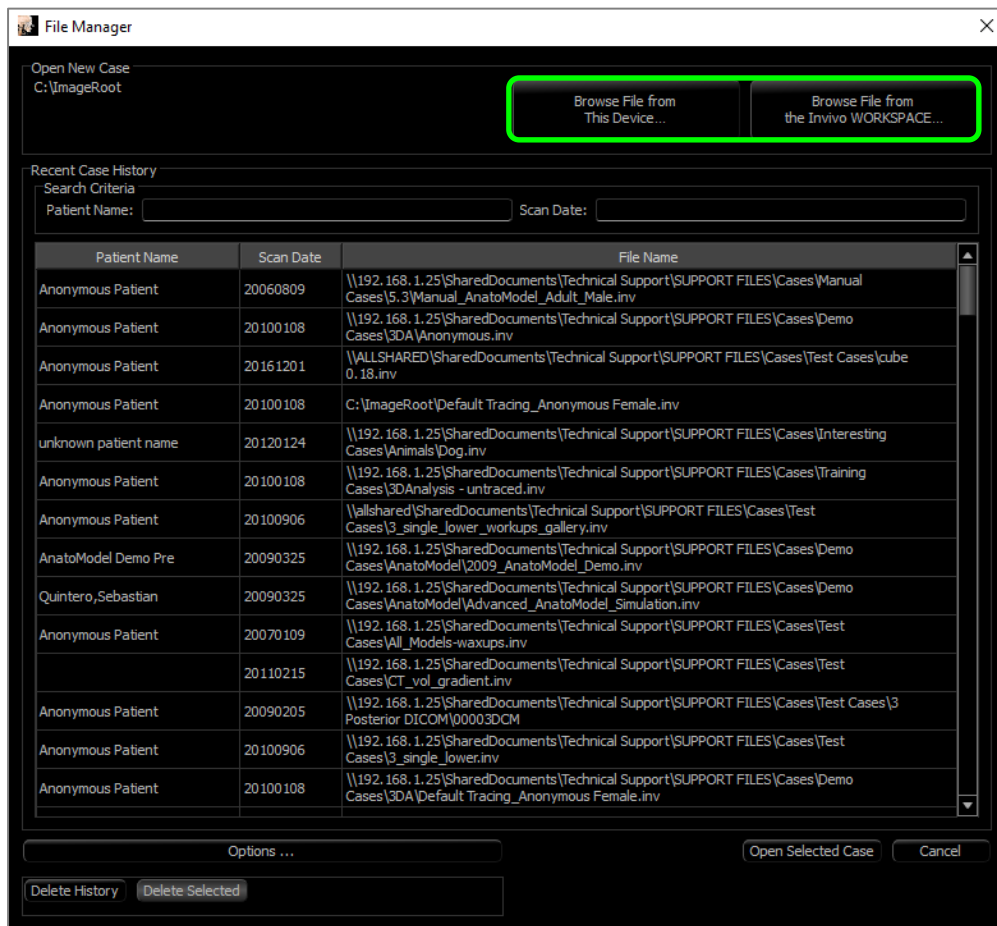 File Manager
Open New Case
C:\ImageRoot
Browse File from
This Device...
Browse File from
the Invivo WORKSPACE...
Recent Case History
Search Criteria
Patient Name:
Scan Date:
Patient Name Scan Date File Name
Anonymous Patient 20060809 \\192.168.1.25\SharedDocuments\Technical Support\SUPPORT FILES\Cases\Manual
Cases\5.3\Manual_AnatoModel_Adult_Male.inv
Anonymous Patient 20100108 \\192.168.1.25\SharedDocuments\Technical Support\SUPPORT FILES\Cases\Demo
Cases\3DA\Anonymous.inv
Anonymous Patient 20161201 \\ALLSHARED\SharedDocuments\Technical Support\SUPPORT FILES\Cases\Test Cases\cube
0.18.inv
Anonymous Patient 20100108 C:\ImageRoot\Default Tracing_Anonymous Female.inv
unknown patient name 20120124 \\192.168.1.25\SharedDocuments\Technical Support\SUPPORT FILES\Cases\Interesting
Cases\Animals\Dog.inv
Anonymous Patient 20100108 \\192.168.1.25\SharedDocuments\Technical Support\SUPPORT FILES\Cases\Training
Cases\3DAnalysis - untraced.inv
Anonymous Patient 20100906 \\allshared\SharedDocuments\Technical Support\SUPPORT FILES\Cases\Test
Cases\3_single_lower_workups_gallery.inv
AnatoModel Demo Pre 20090325 \\192.168.1.25\SharedDocuments\Technical Support\SUPPORT FILES\Cases\Demo
Cases\AnatoModel\2009_AnatoModel_Demo.inv
Quintero,Sebastian 20090325 \\192.168.1.25\SharedDocuments\Technical Support\SUPPORT FILES\Cases\Demo
Cases\AnatoModel\Advanced_AnatoModel_Simulation.inv
Anonymous Patient 20070109 \\192.168.1.25\SharedDocuments\Technical Support\SUPPORT FILES\Cases\Test
Cases\All_Models-waxups.inv
20110215 \\192.168.1.25\SharedDocuments\Technical Support\SUPPORT FILES\Cases\Test
Cases\CT_vol_gradient.inv
Anonymous Patient 20090205 \\192.168.1.25\SharedDocuments\Technical Support\SUPPORT FILES\Cases\Test Cases\3
Posterior DICOM\00003DCM
Anonymous Patient 20100906 \\192.168.1.25\SharedDocuments\Technical Support\SUPPORT FILES\Cases\Test
Cases\3_single_lower.inv
Anonymous Patient 20100108 \\192.168.1.25\SharedDocuments\Technical Support\SUPPORT FILES\Cases\Demo
Cases\3DA\Default Tracing_Anonymous Female.inv
Options ...
Open Selected Case
Cancel
Delete History
Delete Selected